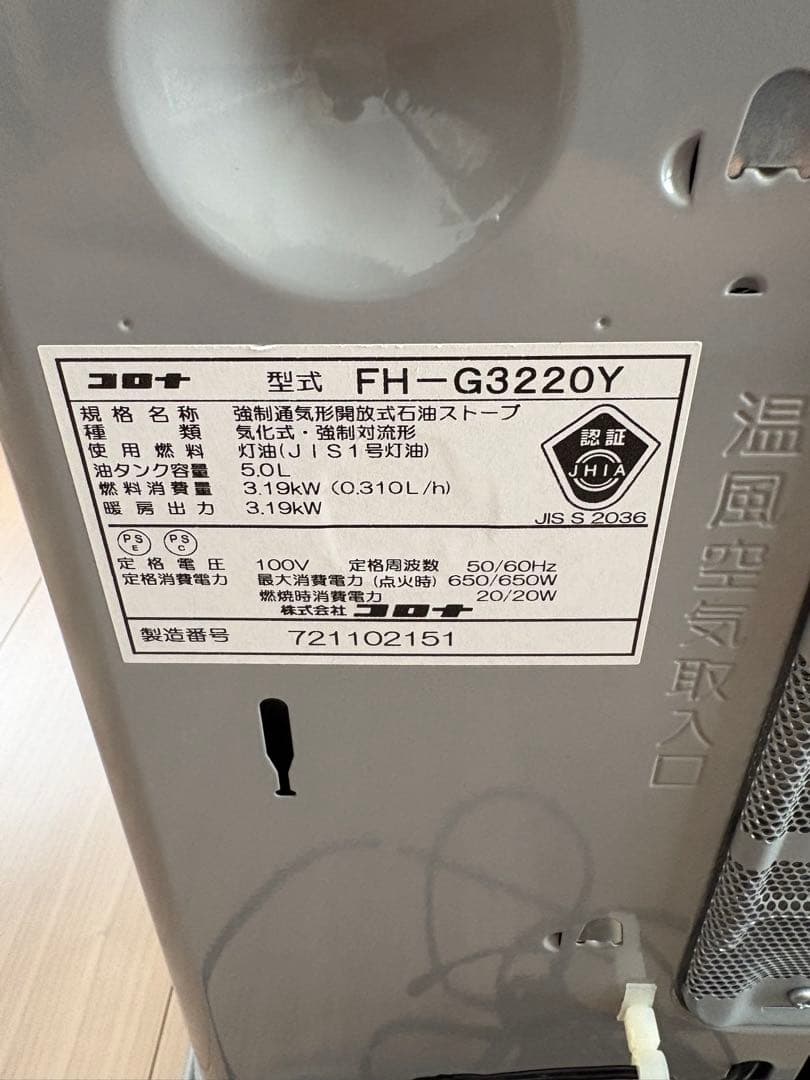 コロナ 型式 FH-G3220Y
規格名称 強制通気形開放式石油ストーブ
種類 気化式・強制対流形
使用燃料 灯油(JIS1号灯油)
油タンク容量 5.0L
燃料消費量 3.19kW (0.310L/h)
暖房出力 3.19kW
認証
JHIA
JIS S 2036
PS E PS C
定格電圧 100V 定格周波数 50/60Hz
定格消費電力 最大消費電力 (点火時) 650/650W
燃焼時消費電力 20/20W
株式会社 コロナ
製造番号 721102151
温風空気取入口